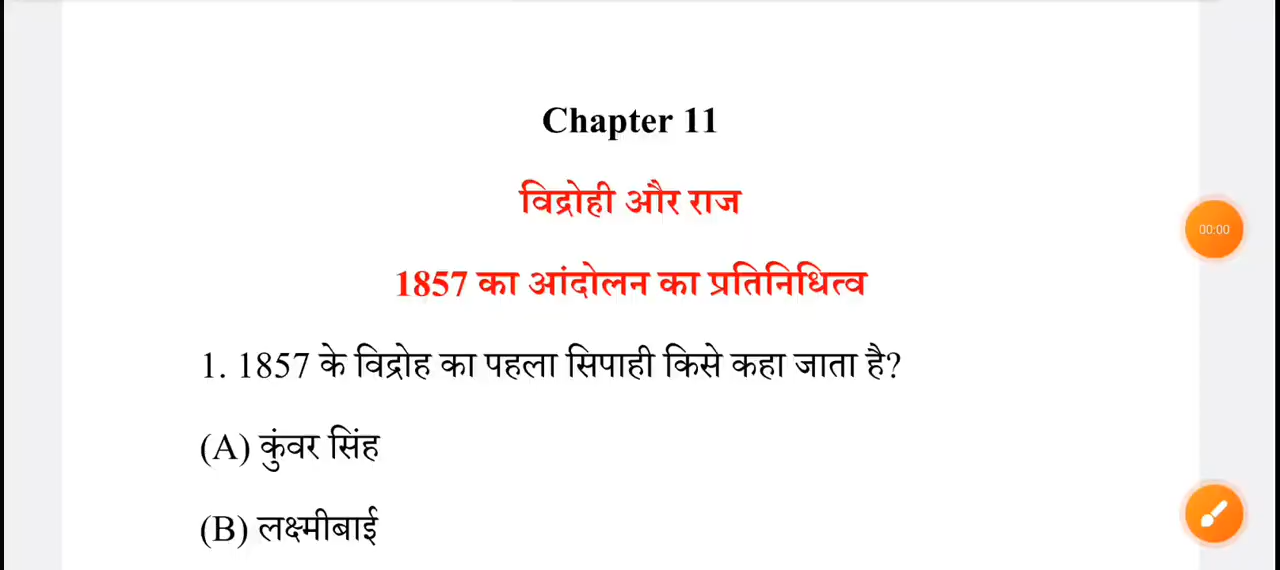 Chapter 11
विद्रोही और राज
1857 का आंदोलन का प्रतिनिधित्व
1. 1857 के विद्रोह का पहला सिपाही किसे कहा जाता है?
(A) कुंवर सिंह
(B) लक्ष्मीबाई
00:00